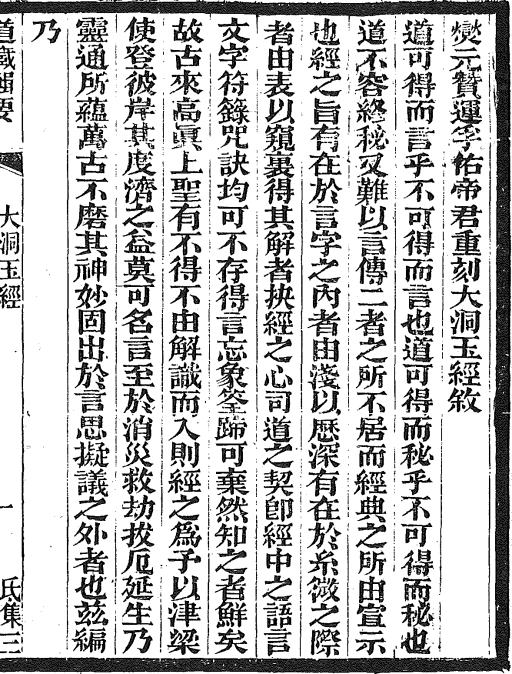 燮元贊運孚佑帝君重刻大洞玉經敘
道可得而言乎不可得而言也道可得而秘乎不可得而秘也
道不容終秘又難以言傳二者之所不居而經典之所由宣示
也經之旨有在於言字之內者由淺以歷深有在於糸微之際
者由表以窺裏得其解者抉經之心司道之契卽經中之語言
文字符籙咒訣均可不存得言忘象筌蹄可棄然知之者鮮矣
故古來高眞上聖有不得不由解識而入則經之爲予以津梁
使登彼岸其度濟之益莫可名言至於消災救劫拔厄延生乃
靈通所蘊萬古不磨其神妙固出於言思擬議之外者也玆編
乃
道藏輯要
大洞玉經
一
氐集三